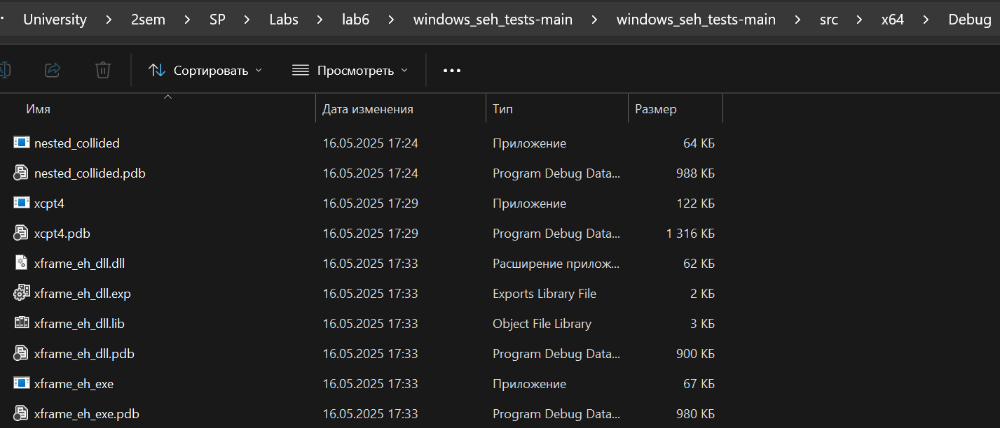 University > 2sem > SP > Labs > lab6 > windows_seh_tests-main > windows_seh_tests-main > src > x64 > Debug
Сортировать Просмотреть •••
Имя Дата изменения Тип Размер
nested_collided 16.05.2025 17:24 Приложение 64 КБ
nested_collided.pdb 16.05.2025 17:24 Program Debug Data... 988 КБ
xcpt4 16.05.2025 17:29 Приложение 122 КБ
xcpt4.pdb 16.05.2025 17:29 Program Debug Data... 1 316 КБ
xframe_eh_dll.dll 16.05.2025 17:33 Расширение прилож... 62 КБ
xframe_eh_dll.exp 16.05.2025 17:33 Exports Library File 2 КБ
xframe_eh_dll.lib 16.05.2025 17:33 Object File Library 3 КБ
xframe_eh_dll.pdb 16.05.2025 17:33 Program Debug Data... 900 КБ
xframe_eh_exe 16.05.2025 17:33 Приложение 67 КБ
xframe_eh_exe.pdb 16.05.2025 17:33 Program Debug Data... 980 КБ